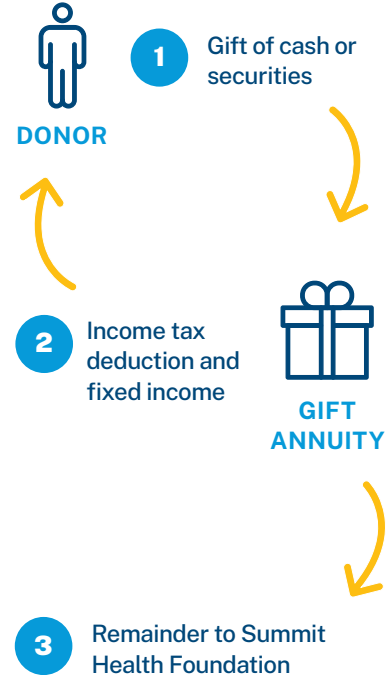 1
Gift of cash or
securities
DONOR
2
Income tax
deduction and
fixed income
GIFT
ANNUITY
3
Remainder to Summit
Health Foundation